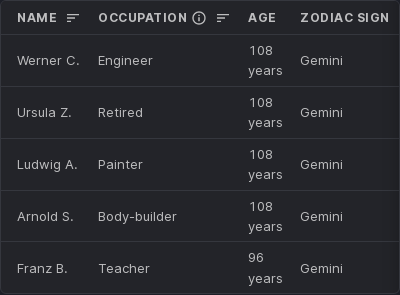 NAME OCCUPATION AGE ZODIAC SIGN
Werner C. Engineer 108 years Gemini
Ursula Z. Retired 108 years Gemini
Ludwig A. Painter 108 years Gemini
Arnold S. Body-builder 108 years Gemini
Franz B. Teacher 96 years Gemini